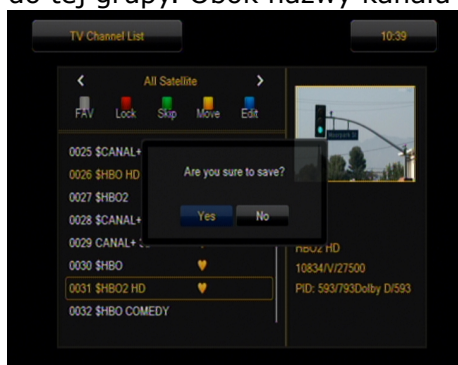 do tej grupy. Obok nazwy kanału
TV Channel List
10:39
All Satellite
FAV Lock Skip Move Edit
0025 $CANAL+
0026 $HBO HD
0027 $HBO2
0028 $CANAL+
0029 CANAL+
0030 $HBO
0031 $HBO2 HD
0032 $HBO COMEDY
Are you sure to save?
Yes No
HBO2 HD
10834/V/27500
PID: 593/793Dolby D/593